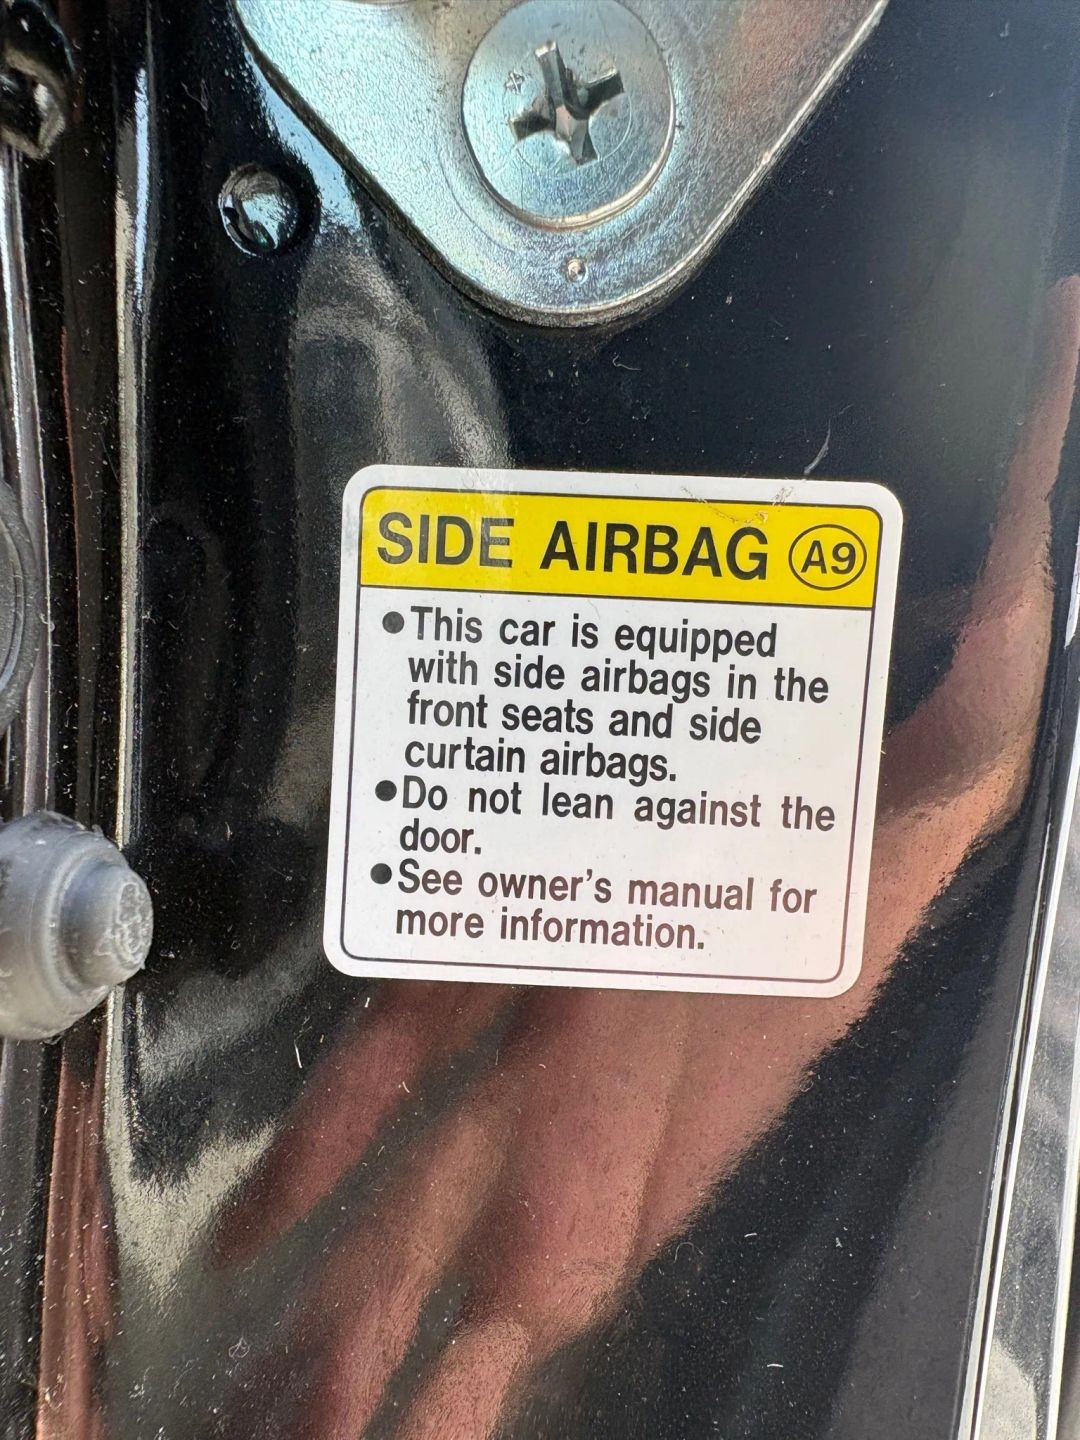 SIDE AIRBAG A9
●This car is equipped
with side airbags in the
front seats and side
curtain airbags.
●Do not lean against the
door.
●See owner's manual for
more information.